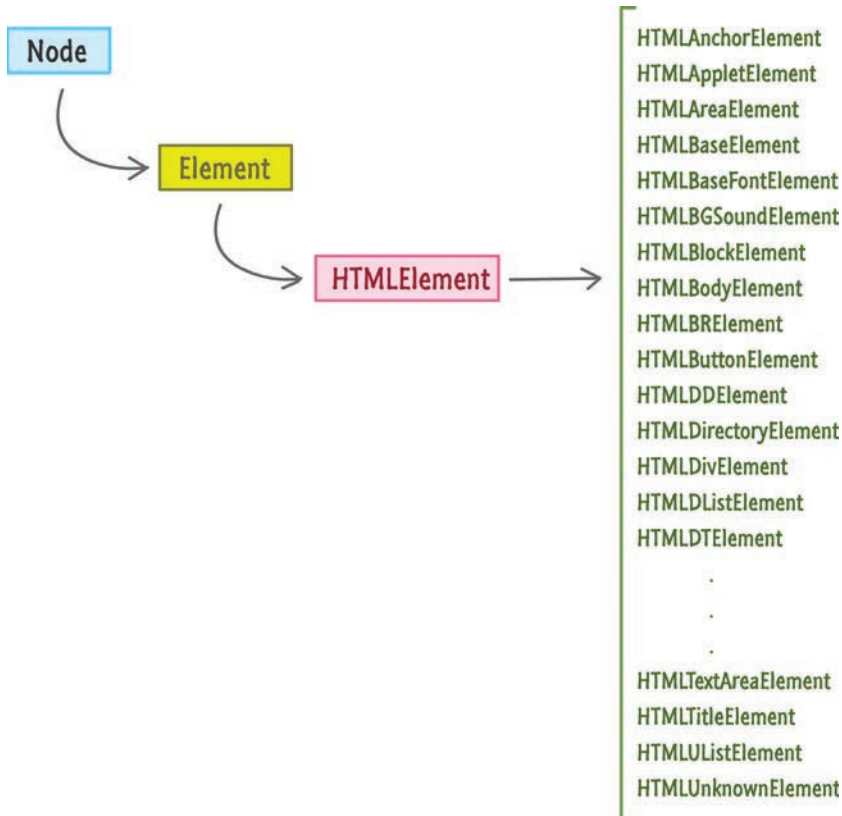 Node
Element
HTMLElement
HTMLAnchorElement
HTMLAppletElement
HTMLAreaElement
HTMLBaseElement
HTMLBaseFontElement
HTMLBGSoundElement
HTMLBlockElement
HTMLBodyElement
HTMLBRElement
HTMLButtonElement
HTMLDDElement
HTMLDirectoryElement
HTMLDivElement
HTMLDListElement
HTMLDTElement
.
.
.
HTMLTextAreaElement
HTMLTitleElement
HTMLUListElement
HTMLUnknownElement